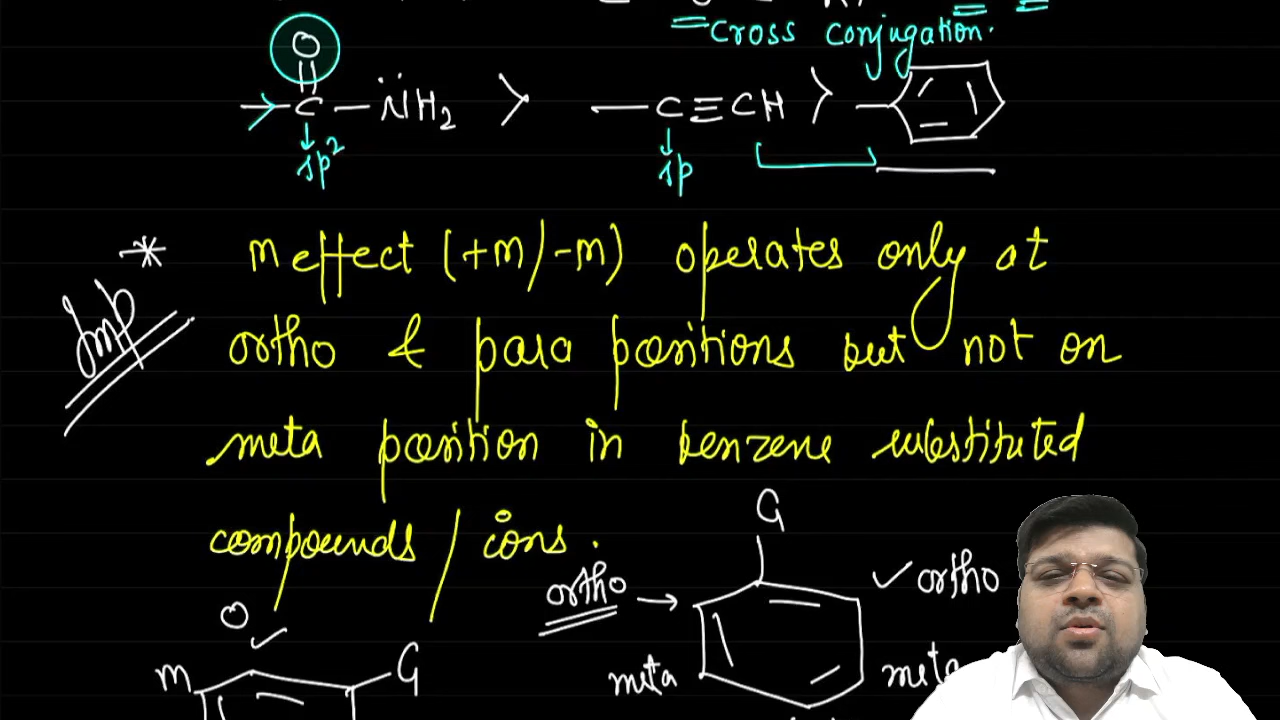 Cross conjugation.
O
—C—N̈H₂ > —C≡CH >
sp² sp
* m effect (+m/-m) operates only at
Imp ortho & para positions but not on
meta position in benzene substituted
compounds/ions.
G
ortho → ✓ ortho
O ✓
m G meta meta